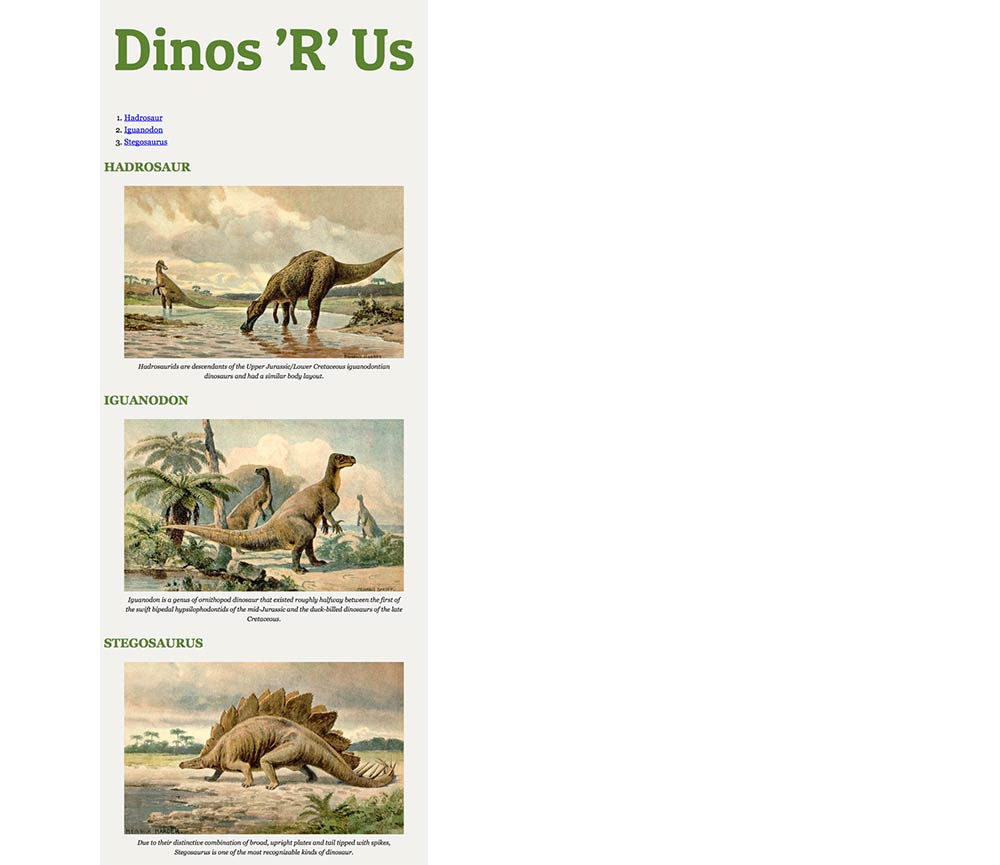 Dinos ’R’ Us
1. Hadrosaur
2. Iguanodon
3. Stegosaurus
HADROSAUR
Hadrosaurids are descendants of the Upper Jurassic/Lower Cretaceous iguanodontian
dinosaurs and had a similar body layout.
IGUANODON
Iguanodon is a genus of ornithopod dinosaur that existed roughly halfway between the first of
the swift bipedal hypsilophodontids of the mid-Jurassic and the duck-billed dinosaurs of the late
Cretaceous.
STEGOSAURUS
Due to their distinctive combination of broad, upright plates and tail tipped with spikes,
Stegosaurus is one of the most recognizable kinds of dinosaur.